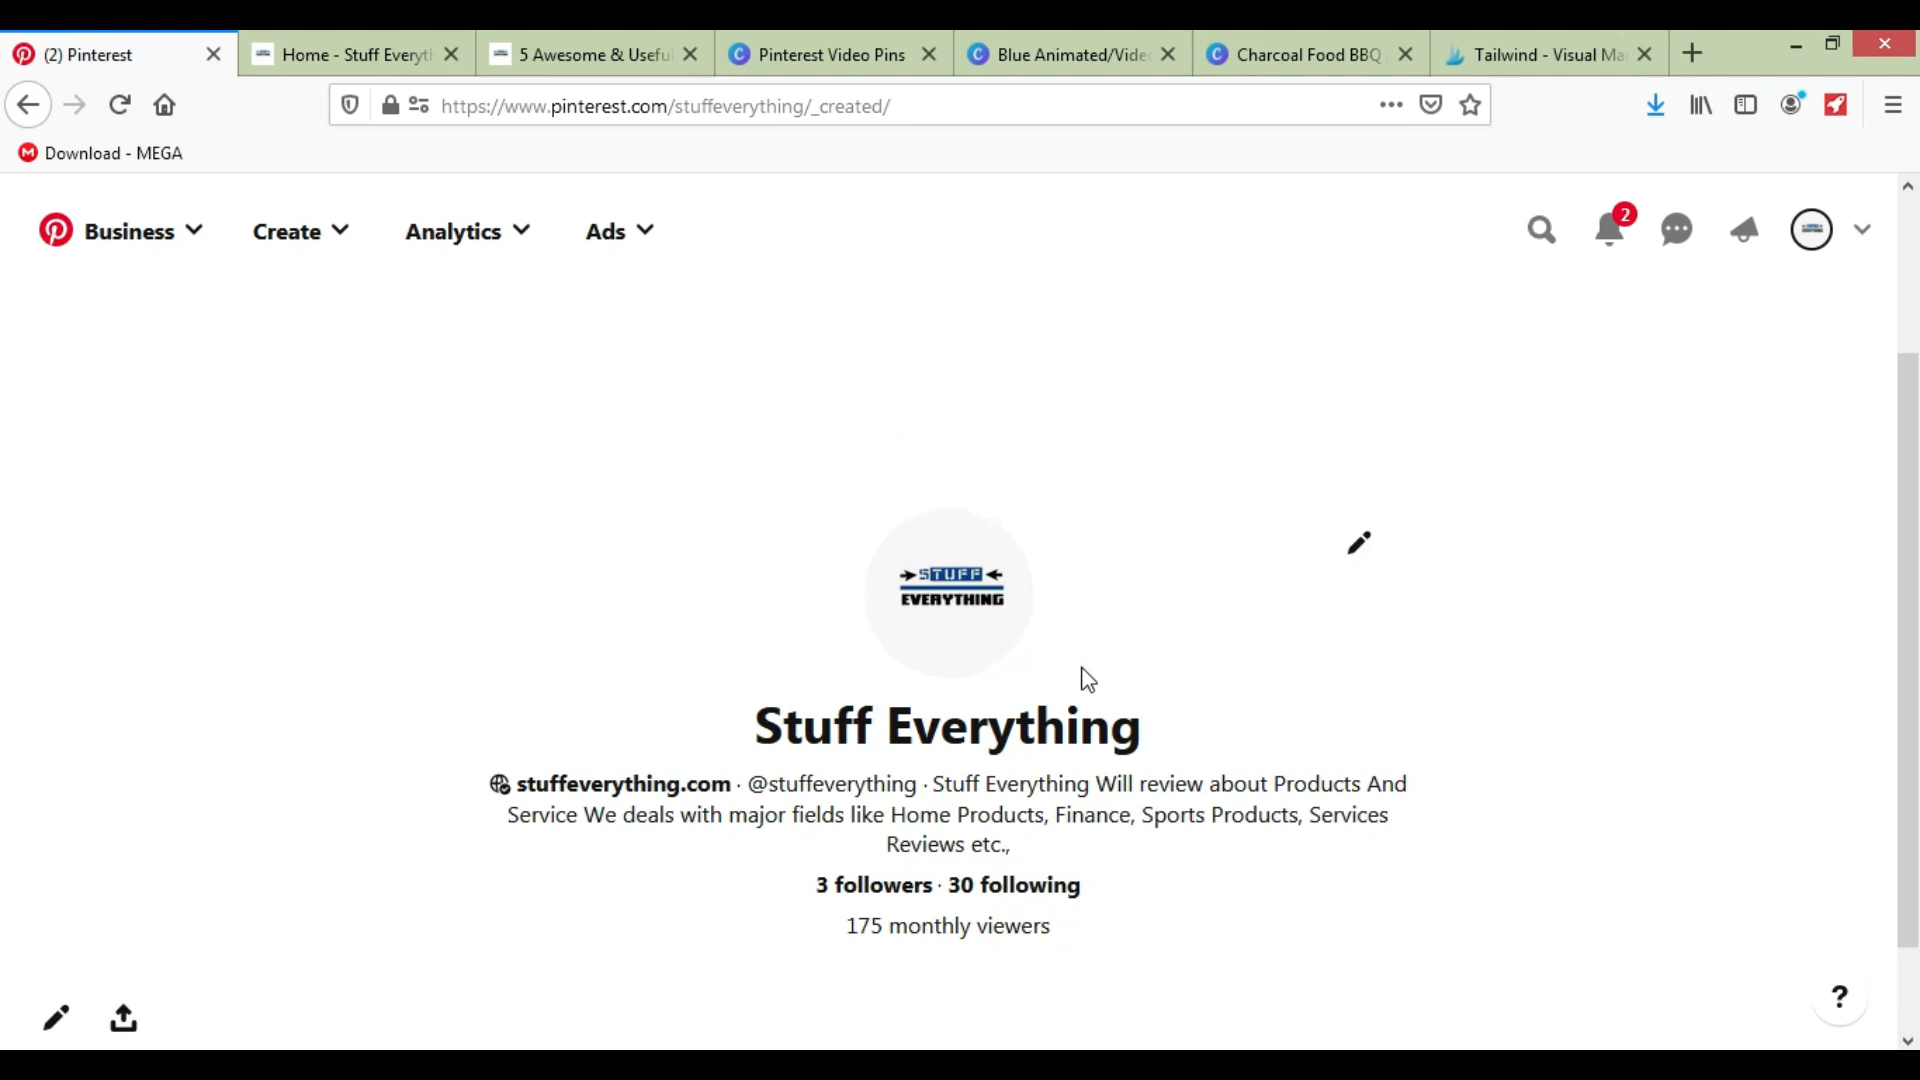 (2) Pinterest
Home - Stuff Everyt
5 Awesome & Useful
Pinterest Video Pins
Blue Animated/Vide
Charcoal Food BBQ
Tailwind - Visual Ma
https://www.pinterest.com/stuffeverything/_created/
Download - MEGA
Business
Create
Analytics
Ads
2
STUFF
EVERYTHING
Stuff Everything
stuffeverything.com · @stuffeverything · Stuff Everything Will review about Products And
Service We deals with major fields like Home Products, Finance, Sports Products, Services
Reviews etc.,
3 followers · 30 following
175 monthly viewers
?